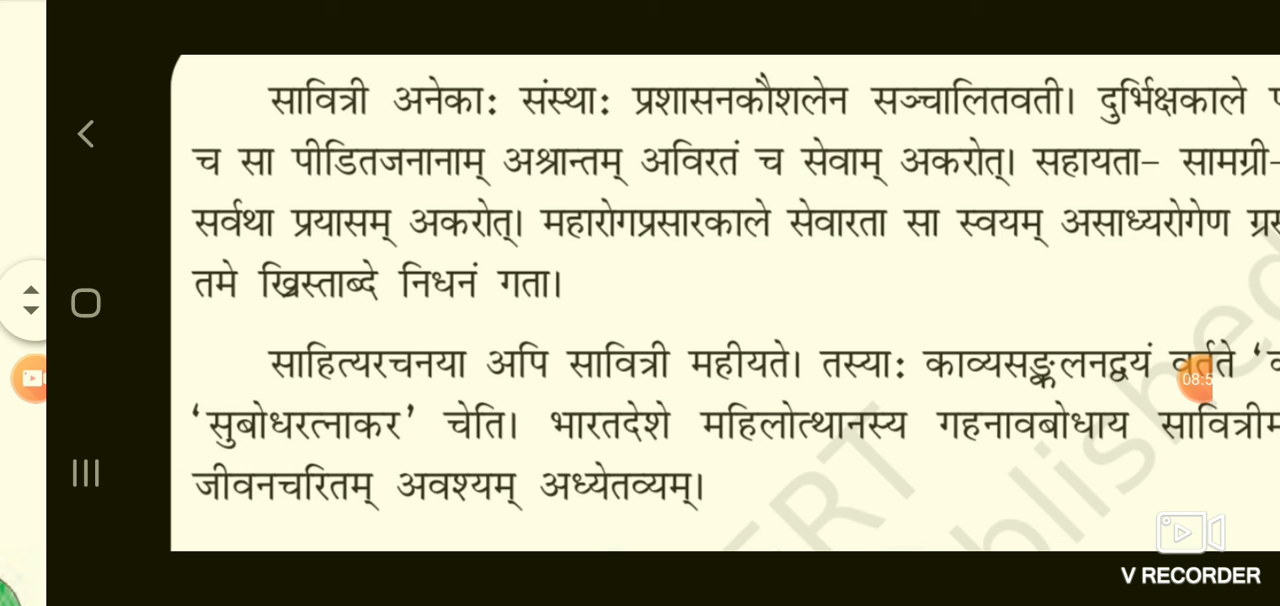 सावित्री अनेकाः संस्थाः प्रशासनकौशलेन सञ्चालितवती। दुर्भिक्षकाले
च सा पीडितजनानाम् अश्रान्तम् अविरतं च सेवाम् अकरोत्। सहायता- सामग्री-
सर्वथा प्रयासम् अकरोत्। महारोगप्रसारकाले सेवारता सा स्वयम् असाध्यरोगेण
तमे ख्रिस्ताब्दे निधनं गता।
साहित्यरचनया अपि सावित्री महीयते। तस्याः काव्यसङ्कलनद्वयं वर्तते
08:5
‘सुबोधरत्नाकर’ चेति। भारतदेशे महिलोत्थानस्य गहनावबोधाय
जीवनचरितम् अवश्यम् अध्येतव्यम्।
V RECORDER